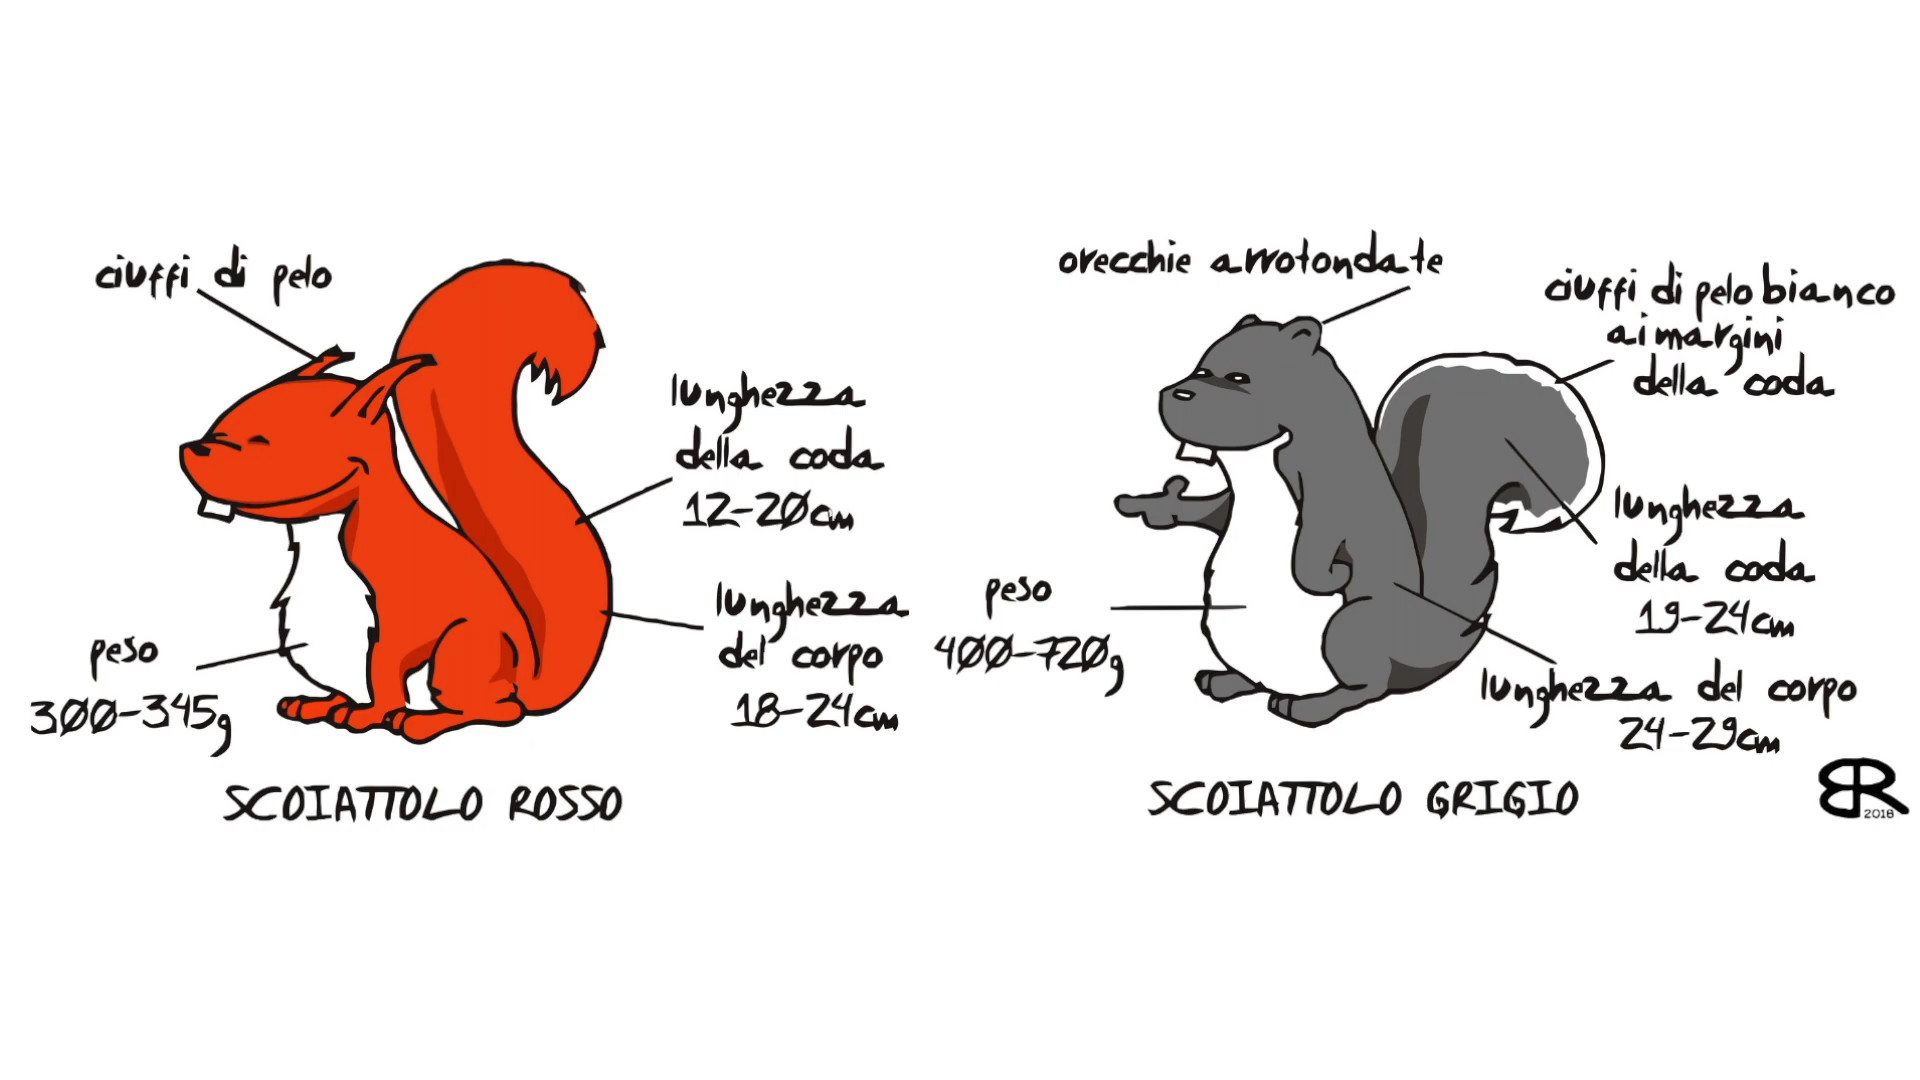 ciuffi di pelo
lunghezza
della coda
12-20cm
lunghezza
del corpo
18-24cm
peso
300-345g
SCOIATTOLO ROSSO
orecchie arrotondate
ciuffi di pelo bianco
ai margini
della coda
lunghezza
della coda
19-24cm
peso
400-720g
lunghezza del corpo
24-29cm
SCOIATTOLO GRIGIO
BR
2018